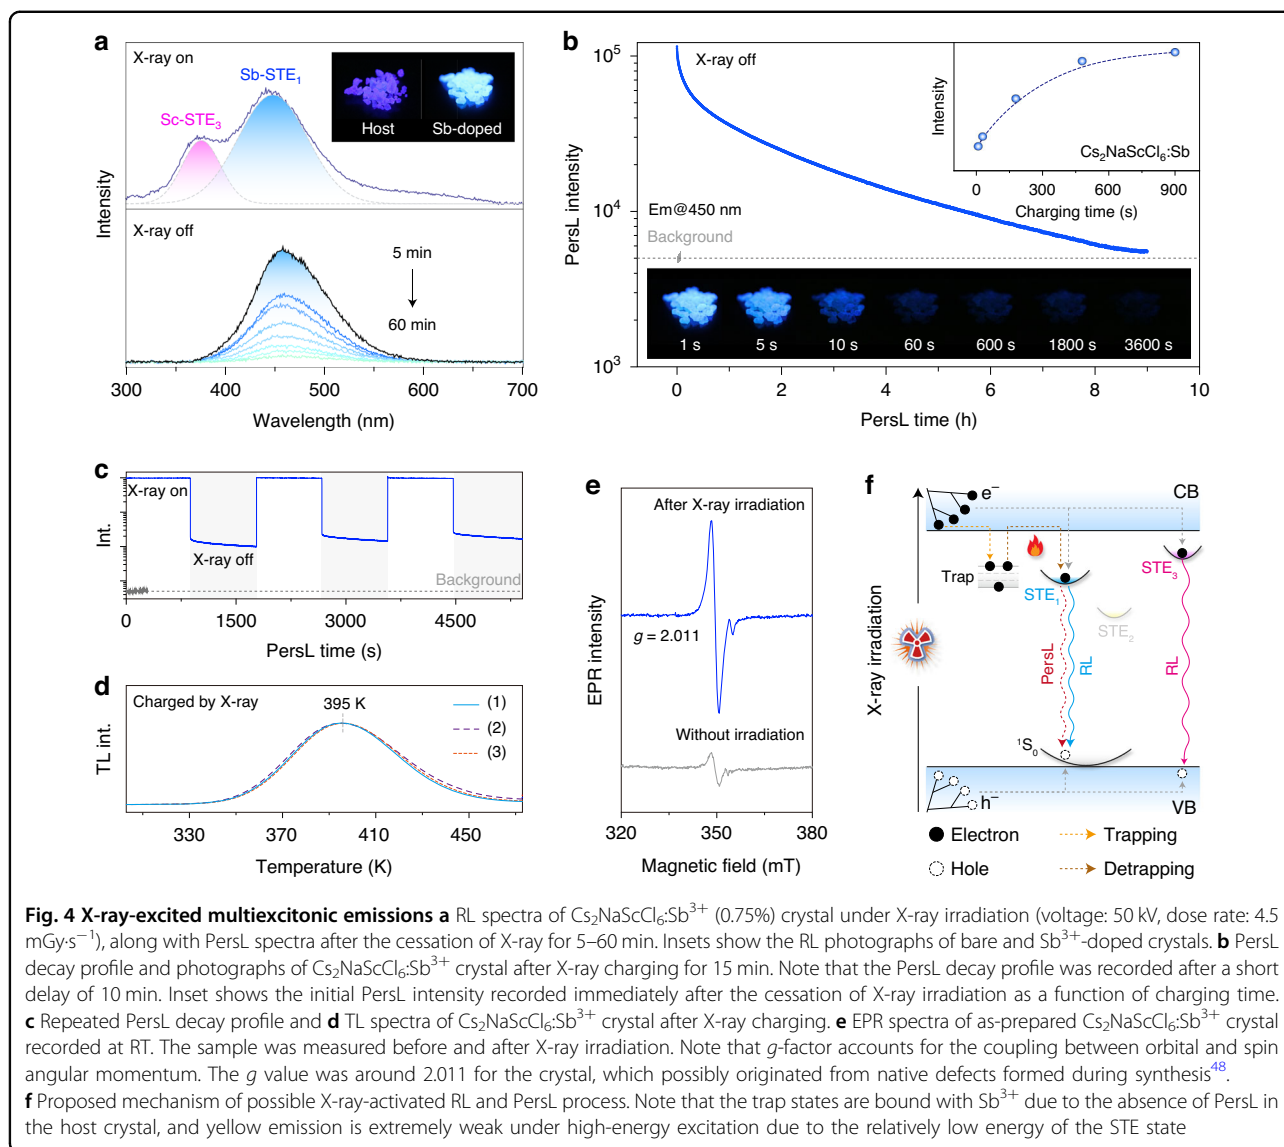 a
X-ray on
Sb-STE₁
Sc-STE₃
Host
Sb-doped
X-ray off
5 min
60 min
Intensity
300 400 500 600 700
Wavelength (nm)
b
X-ray off
10⁵
10⁴
10³
PersL intensity
Em@450 nm
Background
Intensity
Cs₂NaScCl₆:Sb
0 300 600 900
Charging time (s)
1 s 5 s 10 s 60 s 600 s 1800 s 3600 s
0 2 4 6 8 10
PersL time (h)
c
X-ray on
X-ray off
Int.
Background
0 1500 3000 4500
PersL time (s)
d
Charged by X-ray
395 K
(1)
(2)
(3)
TL int.
330 370 410 450
Temperature (K)
e
After X-ray irradiation
g = 2.011
Without irradiation
EPR intensity
320 350 380
Magnetic field (mT)
f
e⁻
CB
Trap
STE₁
STE₂
STE₃
X-ray irradiation
PersL
RL
RL
¹S₀
h⁻
VB
Electron
Trapping
Hole
Detrapping
Fig. 4 X-ray-excited multiexcitonic emissions a RL spectra of Cs₂NaScCl₆:Sb³⁺ (0.75%) crystal under X-ray irradiation (voltage: 50 kV, dose rate: 4.5
mGy·s⁻¹), along with PersL spectra after the cessation of X-ray for 5–60 min. Insets show the RL photographs of bare and Sb³⁺-doped crystals. b PersL
decay profile and photographs of Cs₂NaScCl₆:Sb³⁺ crystal after X-ray charging for 15 min. Note that the PersL decay profile was recorded after a short
delay of 10 min. Inset shows the initial PersL intensity recorded immediately after the cessation of X-ray irradiation as a function of charging time.
c Repeated PersL decay profile and d TL spectra of Cs₂NaScCl₆:Sb³⁺ crystal after X-ray charging. e EPR spectra of as-prepared Cs₂NaScCl₆:Sb³⁺ crystal
recorded at RT. The sample was measured before and after X-ray irradiation. Note that g-factor accounts for the coupling between orbital and spin
angular momentum. The g value was around 2.011 for the crystal, which possibly originated from native defects formed during synthesis⁴⁸.
f Proposed mechanism of possible X-ray-activated RL and PersL process. Note that the trap states are bound with Sb³⁺ due to the absence of PersL in
the host crystal, and yellow emission is extremely weak under high-energy excitation due to the relatively low energy of the STE state